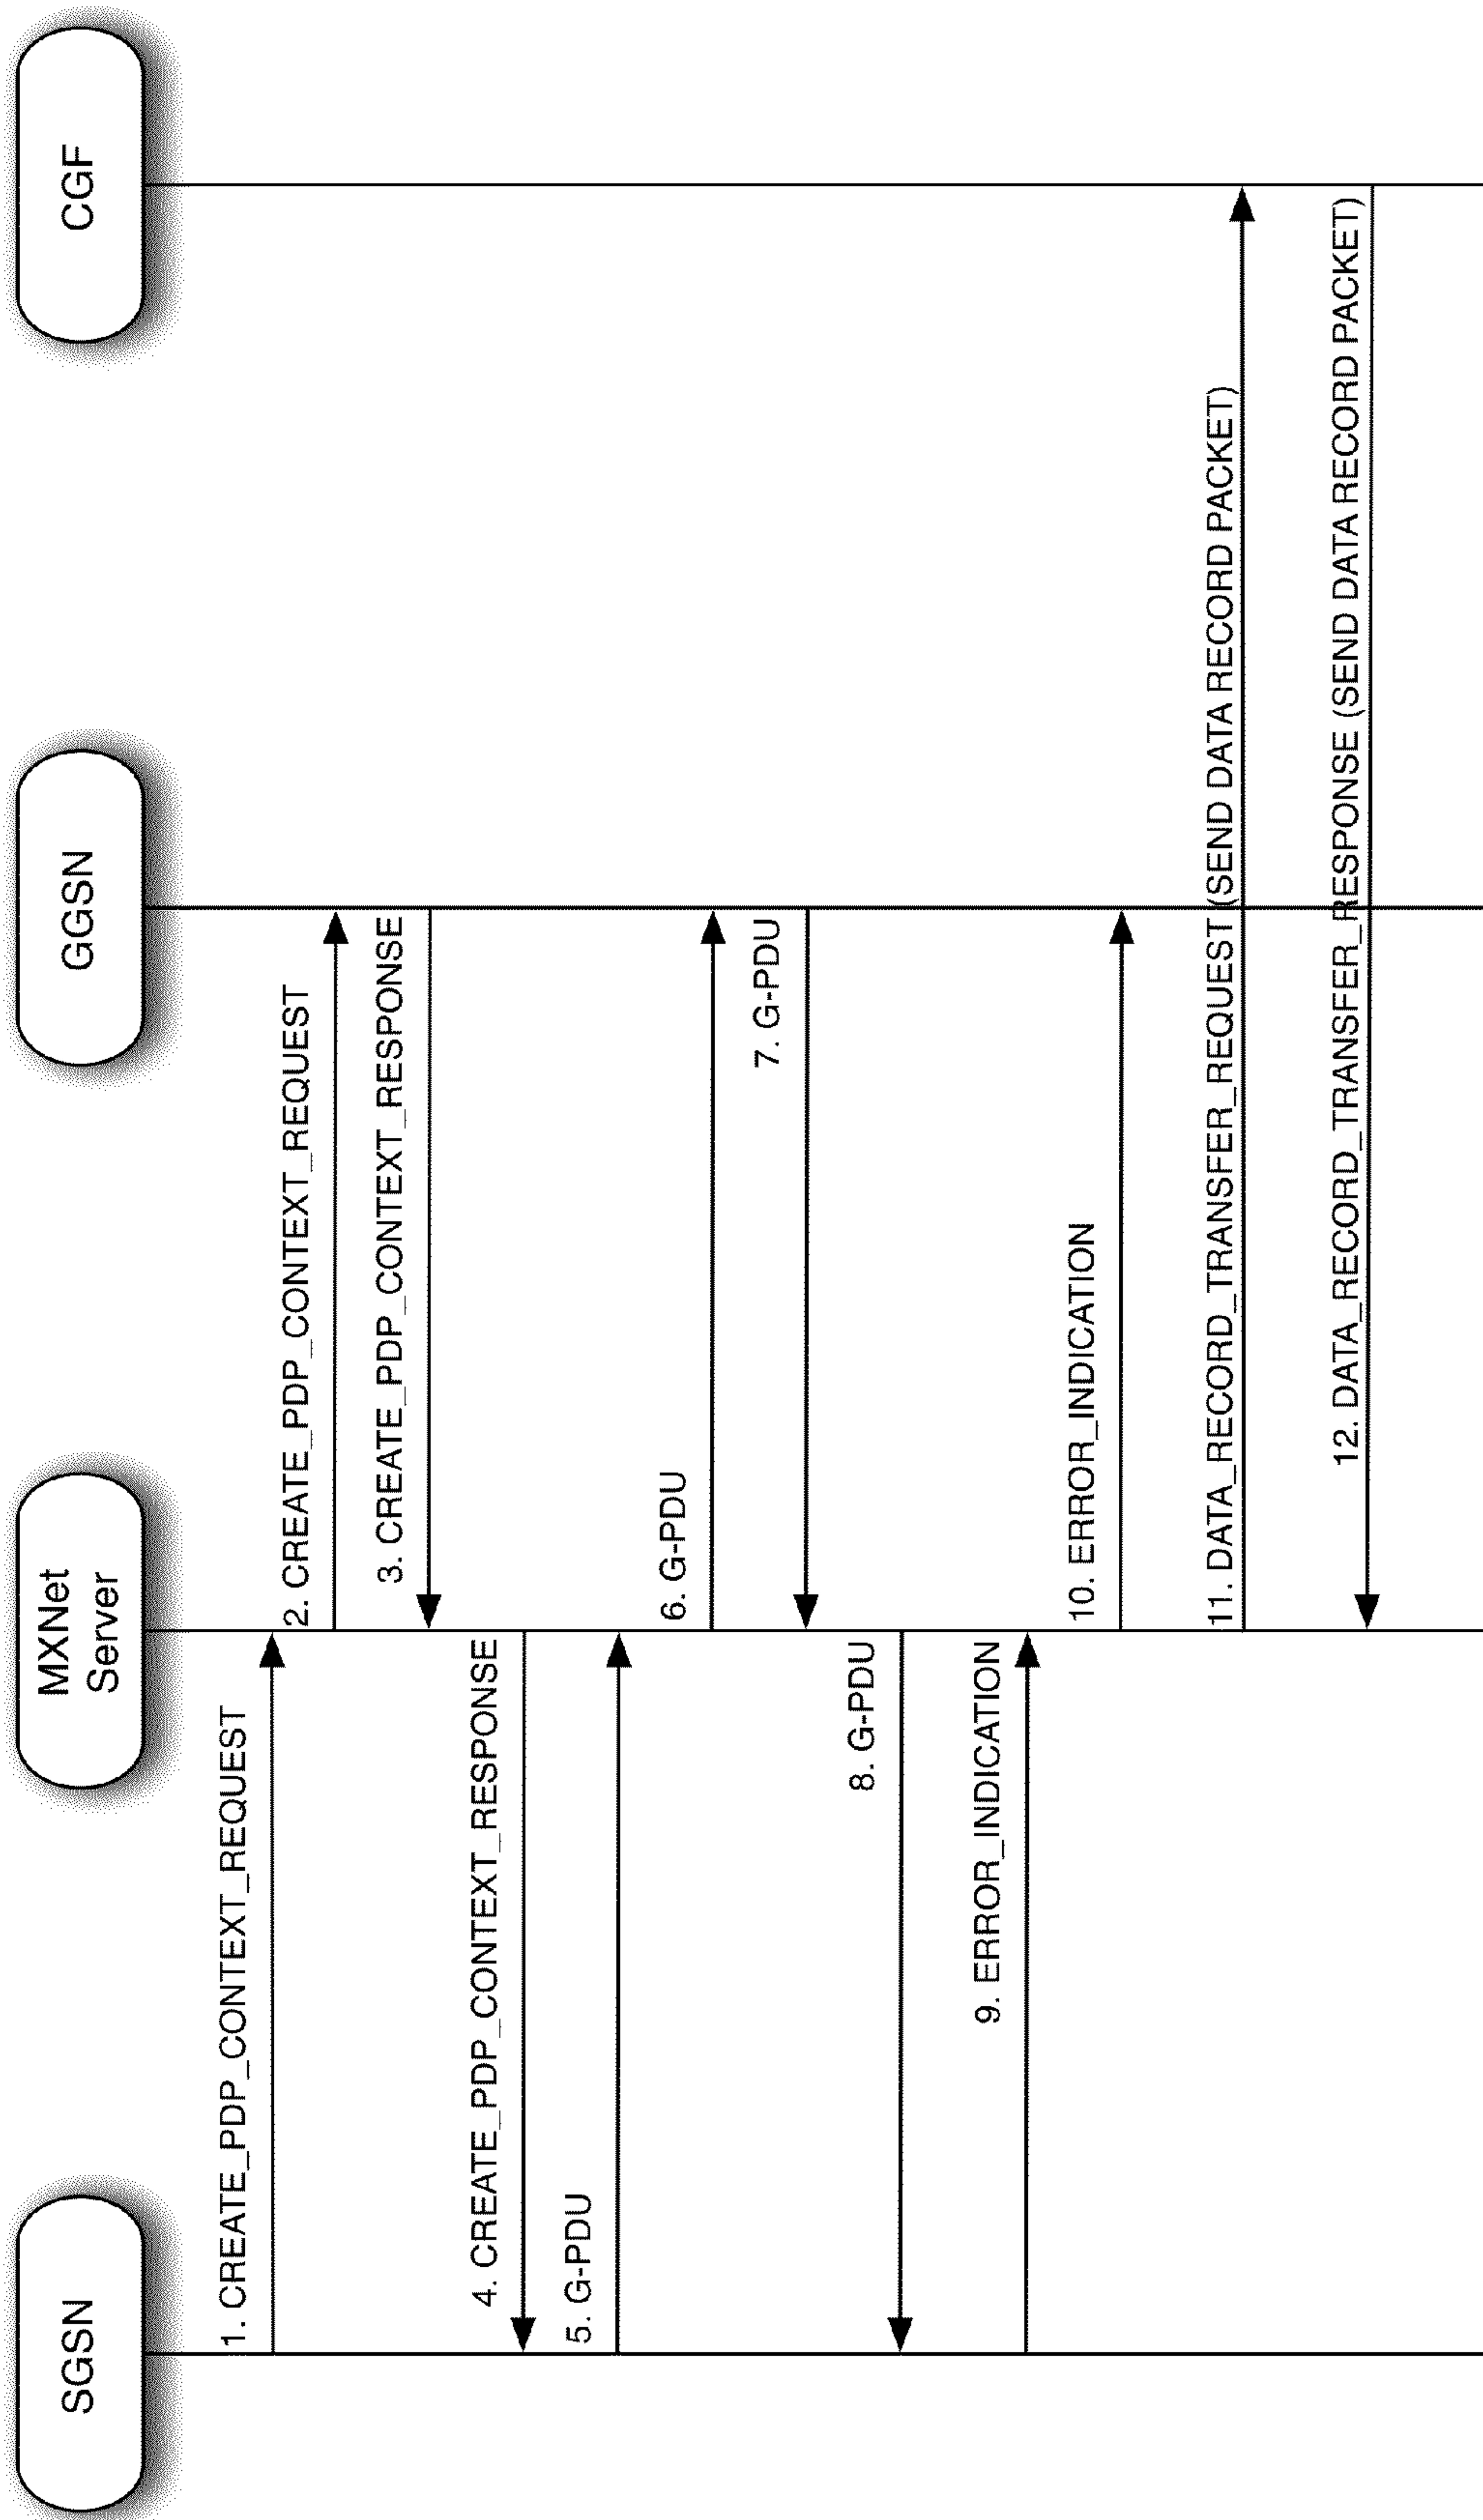 SGSN
MXNet
Server
GGSN
CGF
1. CREATE_PDP_CONTEXT_REQUEST
2. CREATE_PDP_CONTEXT_REQUEST
3. CREATE_PDP_CONTEXT_RESPONSE
4. CREATE_PDP_CONTEXT_RESPONSE
5. G-PDU
6. G-PDU
7. G-PDU
8. G-PDU
9. ERROR_INDICATION
10. ERROR_INDICATION
11. DATA_RECORD_TRANSFER_REQUEST (SEND DATA RECORD PACKET)
12. DATA_RECORD_TRANSFER_RESPONSE (SEND DATA RECORD PACKET)